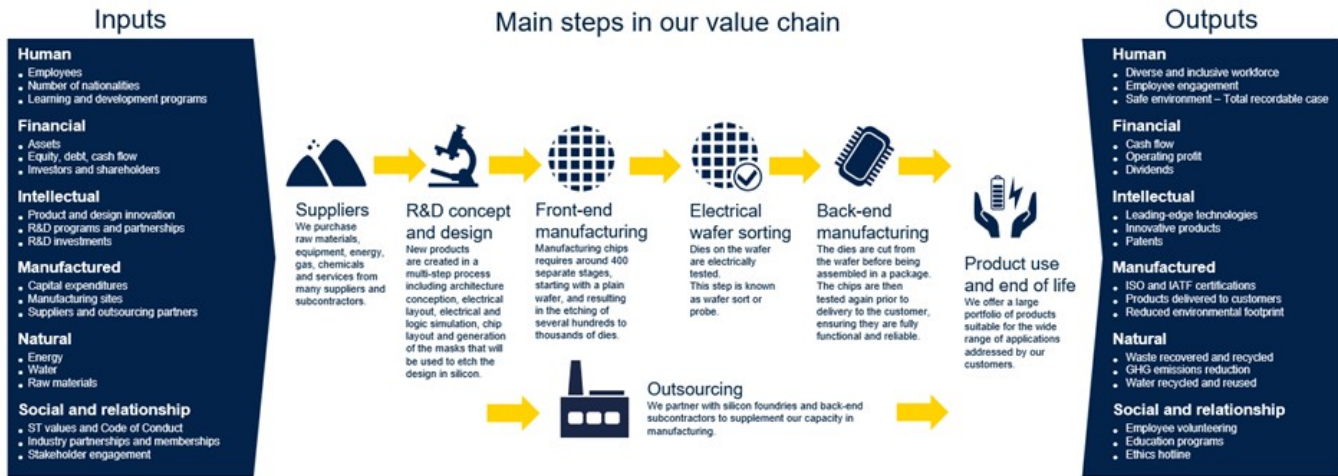 Inputs
Main steps in our value chain
Outputs
Human
Employees
Number of nationalities
Learning and development programs
Financial
Assets
Equity, debt, cash flow
Investors and shareholders
Intellectual
Product and design innovation
R&D programs and partnerships
R&D investments
Manufactured
Capital expenditures
Manufacturing sites
Suppliers and outsourcing partners
Natural
Energy
Water
Raw materials
Social and relationship
ST values and Code of Conduct
Industry partnerships and memberships
Stakeholder engagement
Suppliers
We purchase
raw materials,
equipment, energy,
gas, chemicals
and services from
many suppliers and
subcontractors.
R&D concept
and design
New products
are created in a
multi-step process
including architecture
conception, electrical
layout, electrical and
logic simulation, chip
layout and generation
of the masks that will
be used to etch the
design in silicon.
Front-end
manufacturing
Manufacturing chips
requires around 400
separate stages,
starting with a plain
wafer, and resulting
in the etching of
several hundreds to
thousands of dies.
Electrical
wafer sorting
Dies on the wafer
are electrically
tested.
This step is known
as wafer sort or
probe.
Back-end
manufacturing
The dies are cut from
the wafer before being
assembled in a package.
The chips are then
tested again prior to
delivery to the customer,
ensuring they are fully
functional and reliable.
Outsourcing
We partner with silicon foundries and back-end
subcontractors to supplement our capacity in
manufacturing.
Product use
and end of life
We offer a large
portfolio of products
suitable for the wide
range of applications
addressed by our
customers.
Human
Diverse and inclusive workforce
Employee engagement
Safe environment – Total recordable case
Financial
Cash flow
Operating profit
Dividends
Intellectual
Leading-edge technologies
Innovative products
Patents
Manufactured
ISO and IATF certifications
Products delivered to customers
Reduced environmental footprint
Natural
Waste recovered and recycled
GHG emissions reduction
Water recycled and reused
Social and relationship
Employee volunteering
Education programs
Ethics hotline